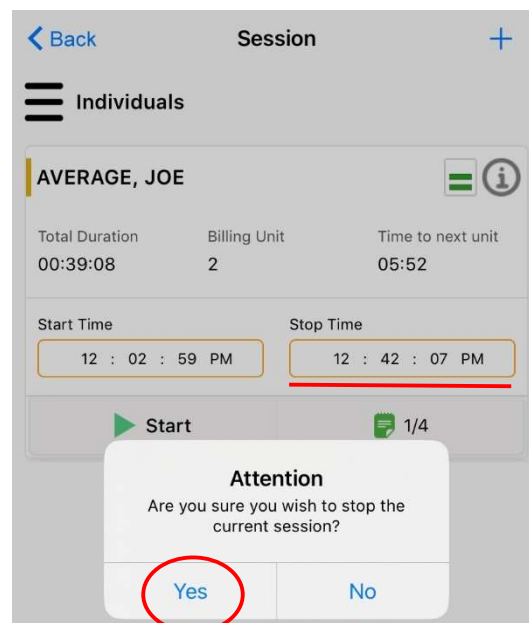 Back Session +
Individuals
AVERAGE, JOE
Total Duration Billing Unit Time to next unit
00:39:08 2 05:52
Start Time Stop Time
12 : 02 : 59 PM 12 : 42 : 07 PM
Start 1/4
Attention
Are you sure you wish to stop the
current session?
Yes No